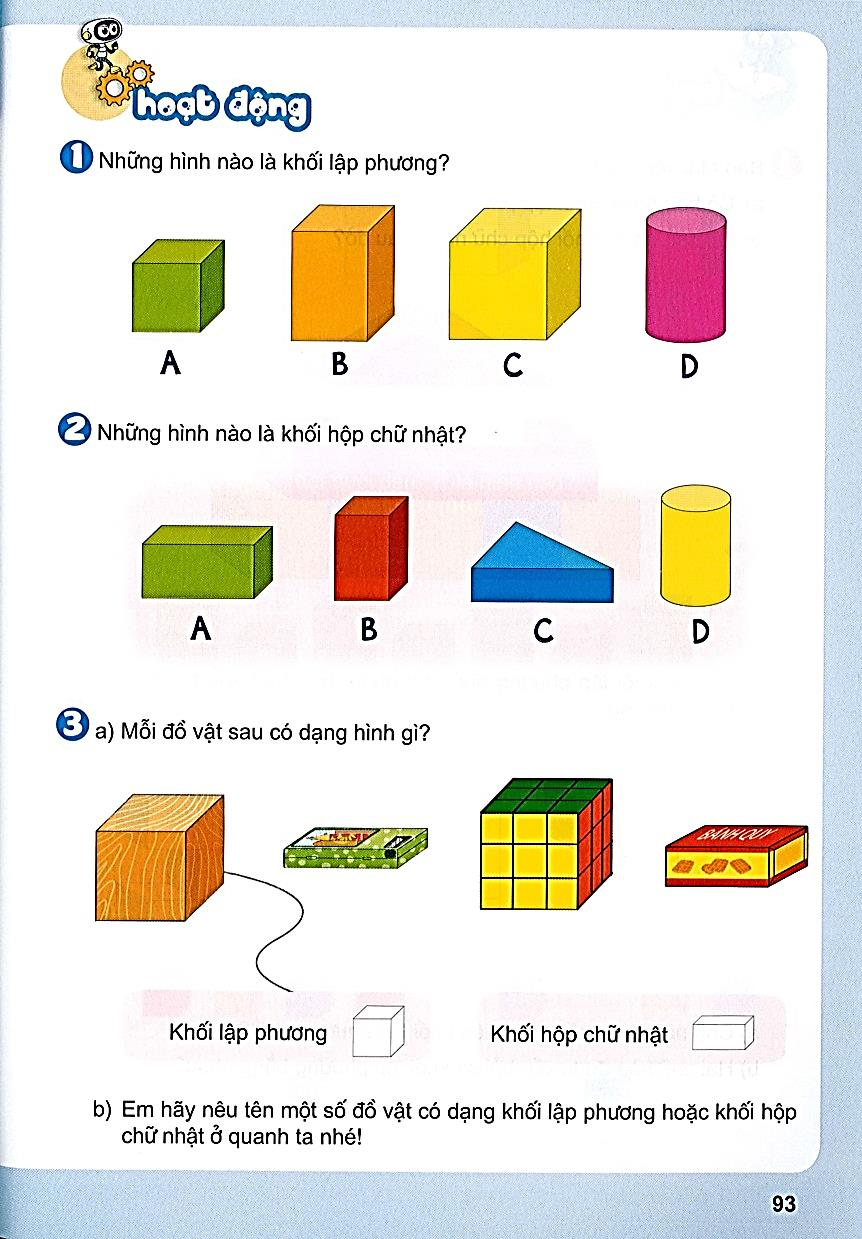 hoạt động
1 Những hình nào là khối lập phương?
A B C D
2 Những hình nào là khối hộp chữ nhật?
A B C D
3 a) Mỗi đồ vật sau có dạng hình gì?
BÁNH QUY
Khối lập phương Khối hộp chữ nhật
b) Em hãy nêu tên một số đồ vật có dạng khối lập phương hoặc khối hộp
chữ nhật ở quanh ta nhé!
93